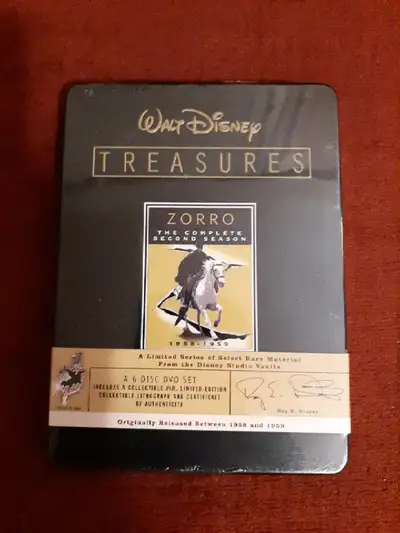 Walt Disney
TREASURES
ZORRO
THE COMPLETE
SECOND SEASON
1958-1959
A Limited Series of Select Rare Material
From the Disney Studio Vaults
A 6 DISC DVD SET
INCLUDES A COLLECTIBLE PIN, LIMITED-EDITION
COLLECTIBLE LITHOGRAPH AND CERTIFICATE
OF AUTHENTICITY
Roy E. Disney
Originally Released Between 1958 and 1959